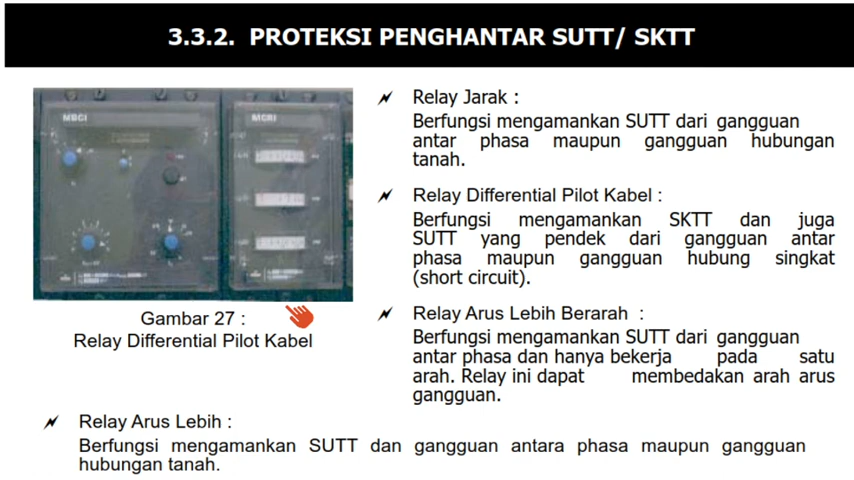 3.3.2. PROTEKSI PENGHANTAR SUTT/ SKTT
MBCI
MCRI
Gambar 27 :
Relay Differential Pilot Kabel
Relay Jarak :
Berfungsi mengamankan SUTT dari gangguan
antar phasa maupun gangguan hubungan
tanah.
Relay Differential Pilot Kabel :
Berfungsi mengamankan SKTT dan juga
SUTT yang pendek dari gangguan antar
phasa maupun gangguan hubung singkat
(short circuit).
Relay Arus Lebih Berarah :
Berfungsi mengamankan SUTT dari gangguan
antar phasa dan hanya bekerja pada satu
arah. Relay ini dapat membedakan arah arus
gangguan.
Relay Arus Lebih :
Berfungsi mengamankan SUTT dan gangguan antara phasa maupun gangguan
hubungan tanah.